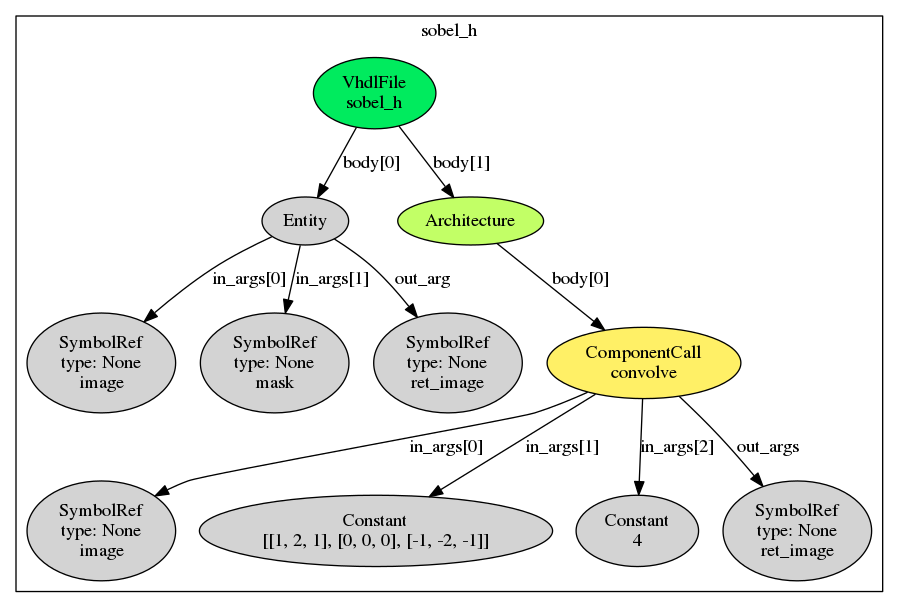 sobel_h
VhdlFile
sobel_h
body[0]
body[1]
Entity
Architecture
in_args[0]
in_args[1]
out_arg
body[0]
SymbolRef
type: None
image
SymbolRef
type: None
mask
SymbolRef
type: None
ret_image
ComponentCall
convolve
in_args[0]
in_args[1]
in_args[2]
out_args
SymbolRef
type: None
image
Constant
[[1, 2, 1], [0, 0, 0], [-1, -2, -1]]
Constant
4
SymbolRef
type: None
ret_image